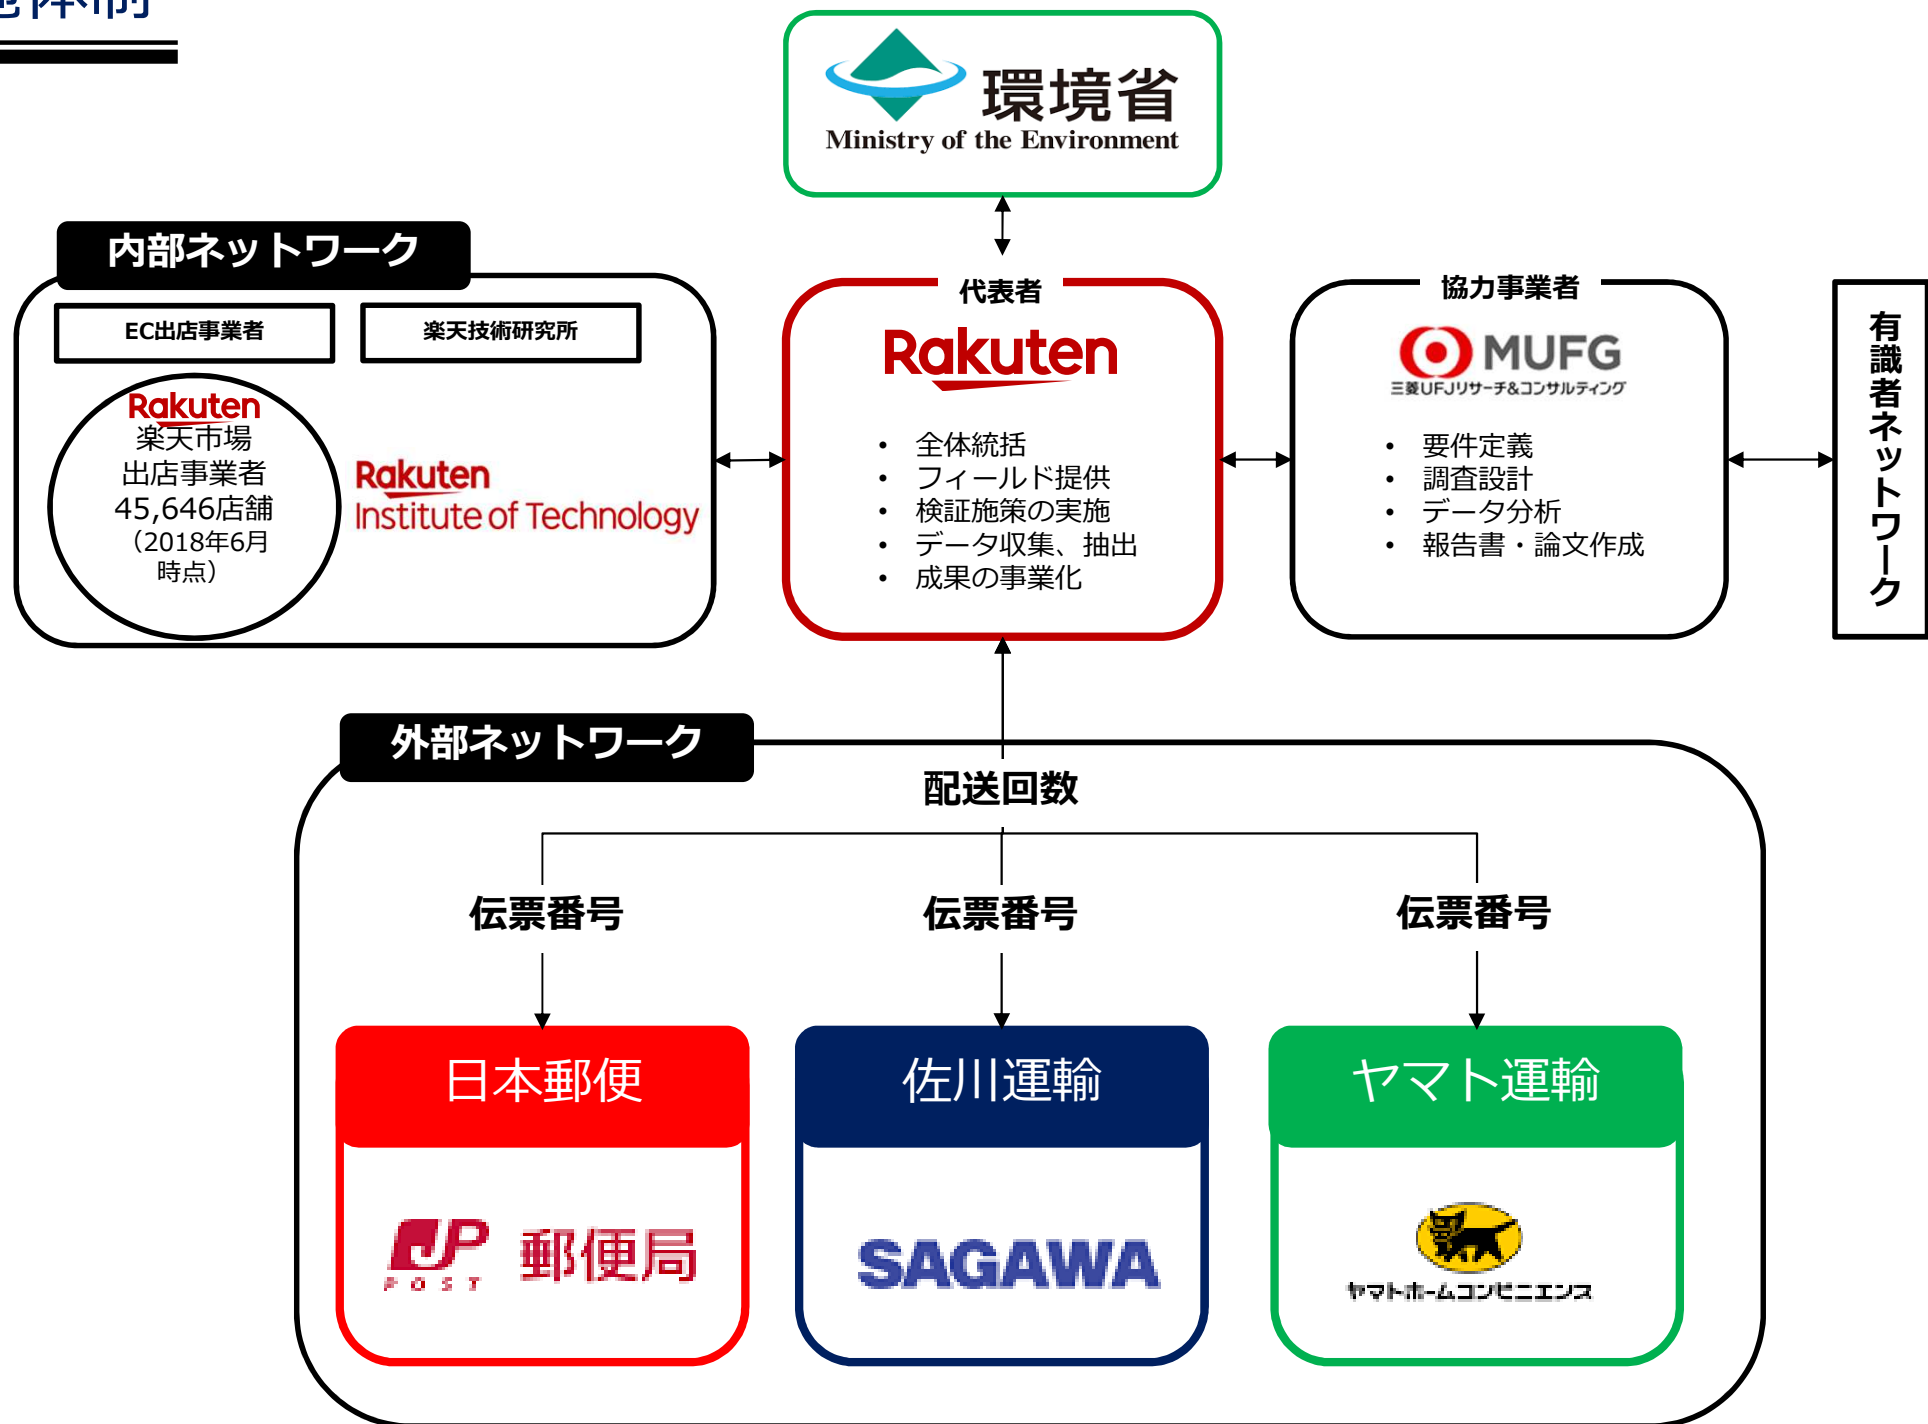 施体制
環境省
Ministry of the Environment
内部ネットワーク
EC出店事業者
楽天技術研究所
Rakuten
楽天市場
出店事業者
45,646店舗
（2018年6月
時点）
Rakuten
Institute of Technology
代表者
Rakuten
• 全体統括
• フィールド提供
• 検証施策の実施
• データ収集、抽出
• 成果の事業化
協力事業者
MUFG
三菱UFJリサーチ&コンサルティング
• 要件定義
• 調査設計
• データ分析
• 報告書・論文作成
有識者ネットワーク
外部ネットワーク
配送回数
伝票番号
伝票番号
伝票番号
日本郵便
JP
POST
郵便局
佐川運輸
SAGAWA
ヤマト運輸
ヤマトホームコンビニエンス